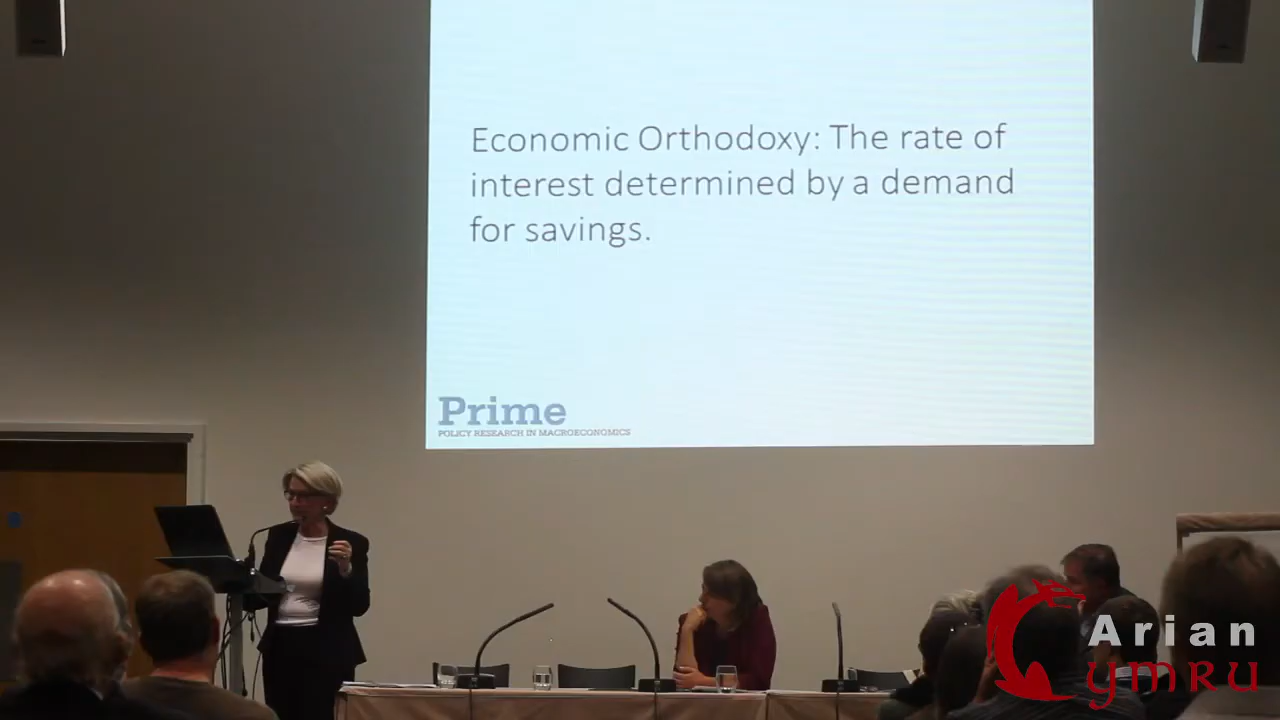 Economic Orthodoxy: The rate of
interest determined by a demand
for savings.
Prime
POLICY RESEARCH IN MACROECONOMICS
Arian
Cymru